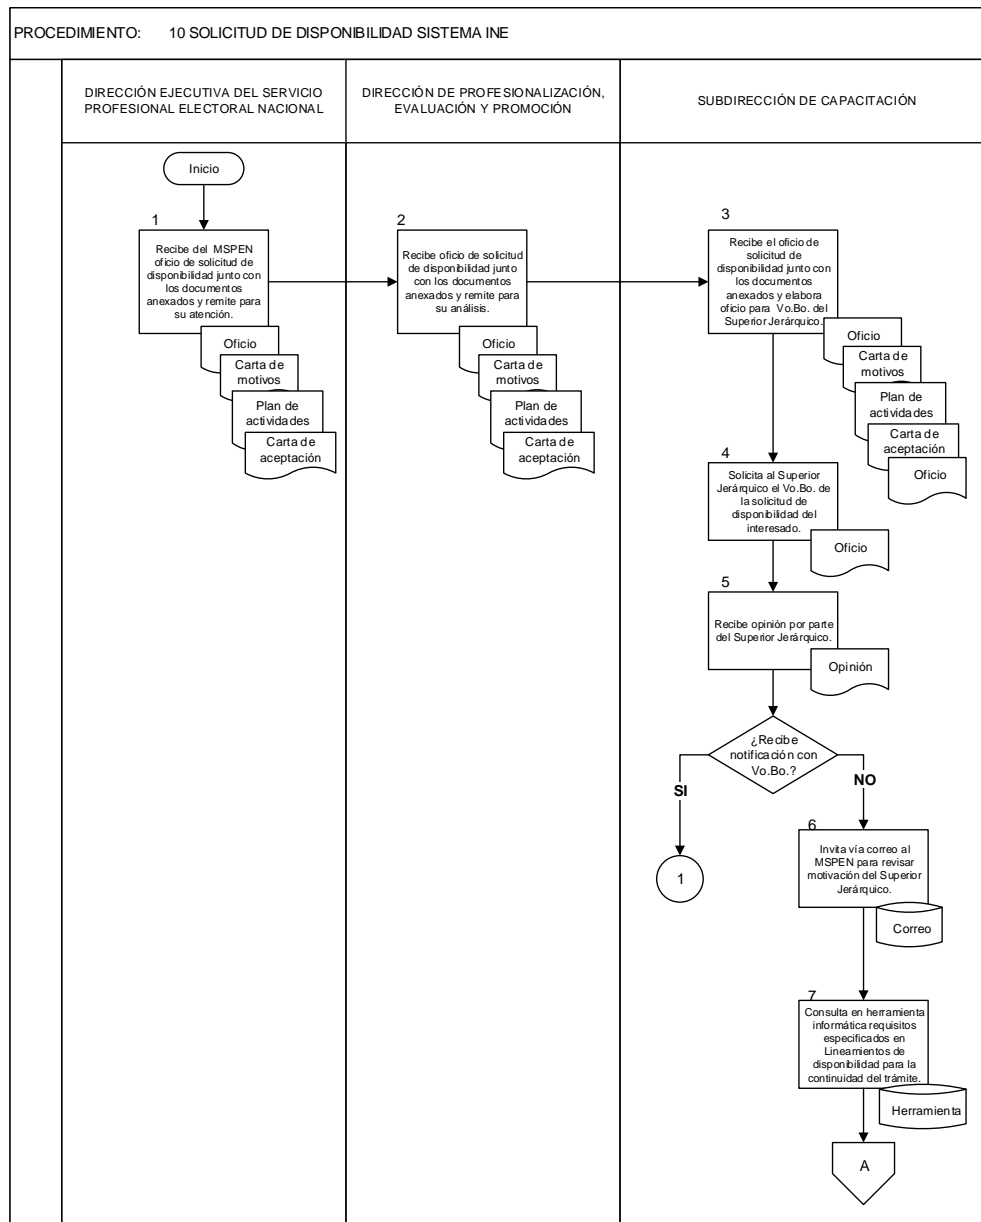 PROCEDIMIENTO: 10 SOLICITUD DE DISPONIBILIDAD SISTEMA INE
DIRECCIÓN EJECUTIVA DEL SERVICIO
PROFESIONAL ELECTORAL NACIONAL
DIRECCIÓN DE PROFESIONALIZACIÓN,
EVALUACIÓN Y PROMOCIÓN
SUBDIRECCIÓN DE CAPACITACIÓN
Inicio
1
Recibe del MSPEN
oficio de solicitud de
disponibilidad junto con
los documentos
anexados y remite para
su atención.
Oficio
Carta de
motivos
Plan de
actividades
Carta de
aceptación
2
Recibe oficio de solicitud
de disponibilidad junto
con los documentos
anexados y remite para
su análisis.
Oficio
Carta de
motivos
Plan de
actividades
Carta de
aceptación
3
Recibe el oficio de
solicitud de
disponibilidad junto con
los documentos
anexados y elabora
oficio para Vo.Bo. del
Superior Jerárquico.
Oficio
Carta de
motivos
Plan de
actividades
Carta de
aceptación
Oficio
4
Solicita al Superior
Jerárquico el Vo.Bo. de
la solicitud de
disponibilidad del
interesado.
Oficio
5
Recibe opinión por parte
del Superior Jerárquico.
Opinión
¿Recibe
notificación con
Vo.Bo.?
SI
NO
1
6
Invita vía correo al
MSPEN para revisar
motivación del Superior
Jerárquico.
Correo
7
Consulta en herramienta
informática requisitos
especificados en
Lineamientos de
disponibilidad para la
continuidad del trámite.
Herramienta
A